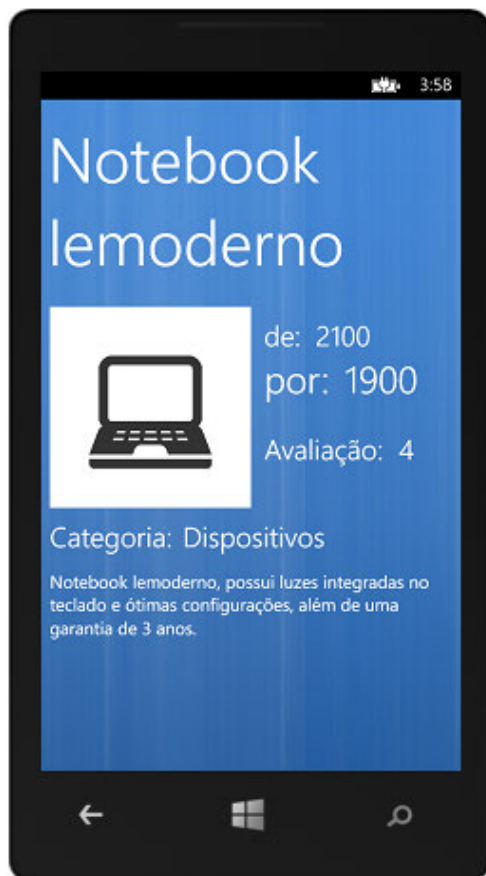 3:58
Notebook
lemoderno
de: 2100
por: 1900
Avaliação: 4
Categoria: Dispositivos
Notebook lemoderno, possui luzes integradas no
teclado e ótimas configurações, além de uma
garantia de 3 anos.